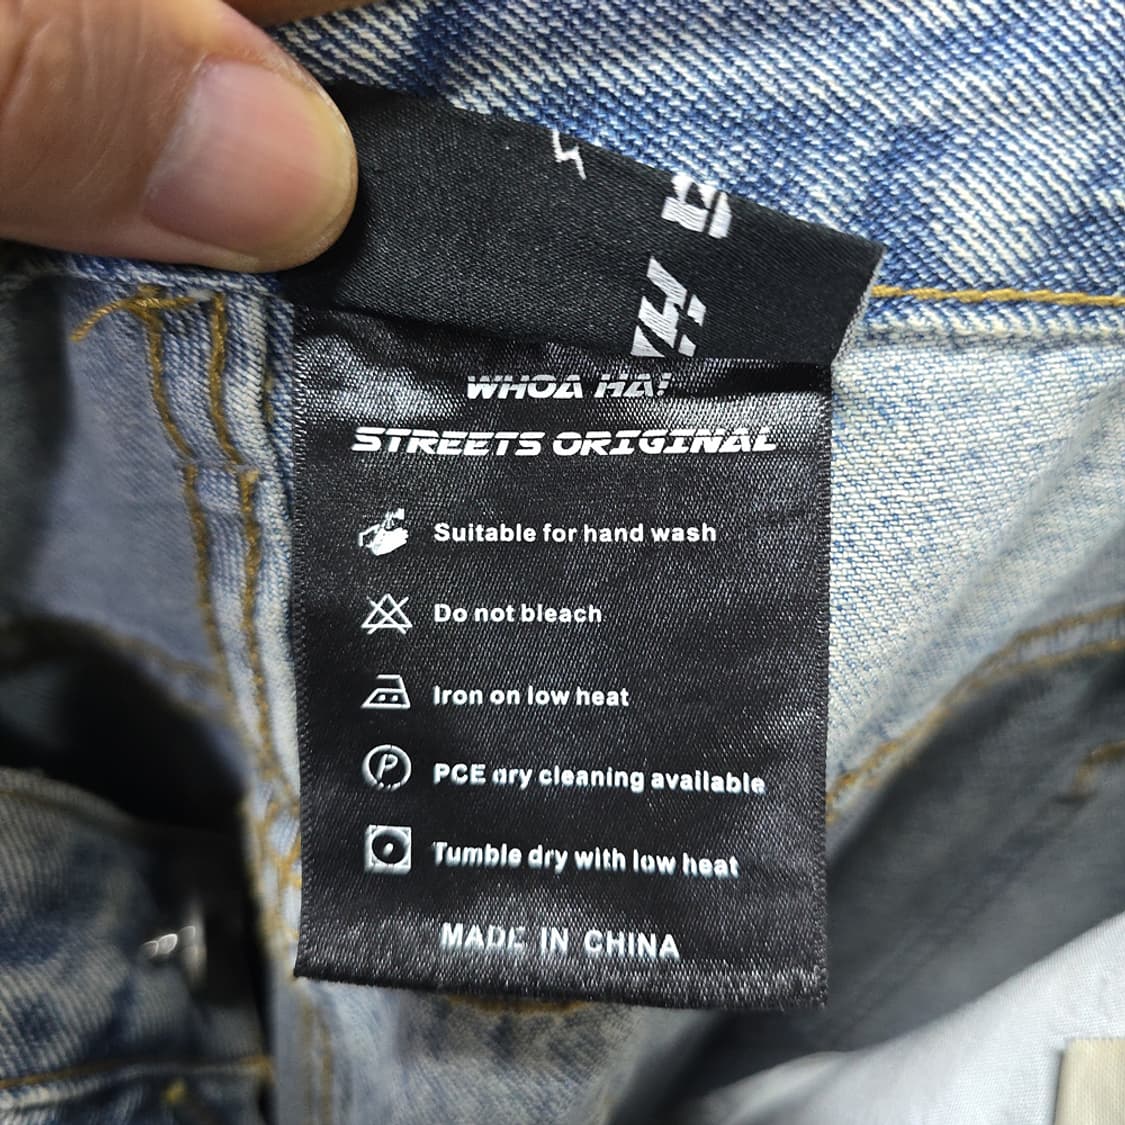 WHOA HA!
STREETS ORIGINAL
Suitable for hand wash
Do not bleach
Iron on low heat
P
PCE dry cleaning available
Tumble dry with low heat
MADE IN CHINA